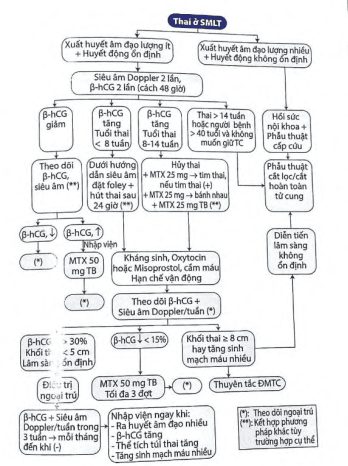 Thai ở SMLT
Xuất huyết âm đạo lượng ít
+ Huyết động ổn định
Xuất huyết âm đạo lượng nhiều
+ Huyết động không ổn định
Siêu âm Doppler 2 lần,
β-hCG 2 lần (cách 48 giờ)
β-hCG
giảm
β-hCG
tăng
Tuổi thai
< 8 tuần
β-hCG
tăng
Tuổi thai
8-14 tuần
Thai > 14 tuần
hoặc người bệnh
> 40 tuổi và không
muốn giữ TC
Hồi sức
nội khoa +
Phẫu thuật
cấp cứu
Theo dõi
β-hCG,
siêu âm (**)
Dưới hướng
dẫn siêu âm
đặt foley +
hút thai sau
24 giờ (**)
Hủy thai
+ MTX 25 mg → tim thai,
nếu tim thai (+)
+ MTX 25 mg → bánh nhau
+ MTX 25 mg TB (**)
Phẫu thuật
cắt lọc/cắt
hoàn toàn
tử cung
β-hCG, ↓
β-hCG, ↑
Nhập viện
(*)
MTX 50
mg TB
(*)
Kháng sinh, Oxytocin
hoặc Misoprostol, cầm máu
Hạn chế vận động
Diễn tiến
lâm sàng
không
ổn định
Theo dõi β-hCG +
Siêu âm Doppler/tuần (*)
β-hCG > 30%
Khối < 5 cm
Lâm sàng ổn định
β-hCG ↓ < 15%
Khối thai ≥ 8 cm
hay tăng sinh
mạch máu nhiều
Điều trị
ngoại trú
MTX 50 mg TB
Tối đa 3 đợt
(*)
Thuyên tắc ĐMTC
β-hCG + Siêu âm
Doppler/tuần trong
3 tuần → mỗi tháng
đến khi (-)
Nhập viện ngay khi:
- Ra huyết âm đạo nhiều
- β-hCG tăng
- Thể tích túi thai tăng
- Tăng sinh mạch máu nhiều
(*): Theo dõi ngoại trú
(**): Kết hợp phương
pháp khác tùy
trường hợp cụ thể